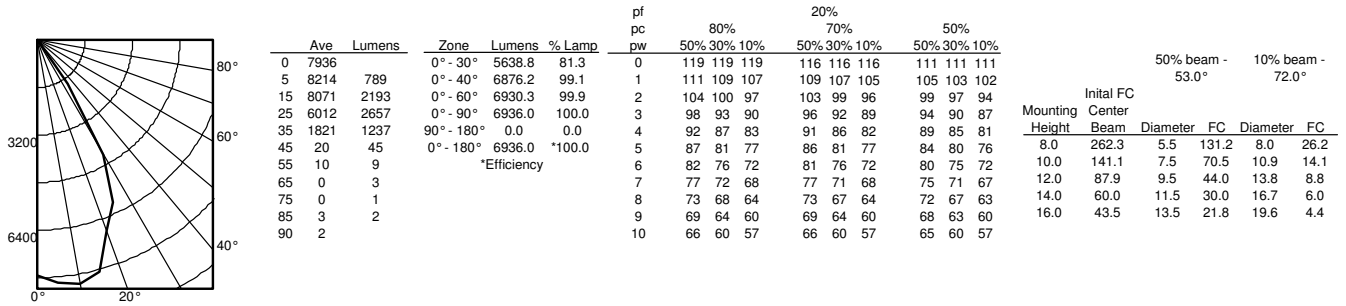 80°
60°
40°
20°
0°
3200
6400
Ave Lumens
0 7936
5 8214 789
15 8071 2193
25 6012 2657
35 1821 1237
45 20 45
55 10 9
65 0 3
75 0 1
85 3 2
90 2
Zone Lumens % Lamp
0° - 30° 5638.8 81.3
0° - 40° 6876.2 99.1
0° - 60° 6930.3 99.9
0° - 90° 6936.0 100.0
90° - 180° 0.0 0.0
0° - 180° 6936.0 *100.0
*Efficiency
pf 20%
pc 80% 70% 50%
pw 50% 30% 10% 50% 30% 10% 50% 30% 10%
0 119 119 119 116 116 116 111 111 111
1 111 109 107 109 107 105 105 103 102
2 104 100 97 103 99 96 99 97 94
3 98 93 90 96 92 89 94 90 87
4 92 87 83 91 86 82 89 85 81
5 87 81 77 86 81 77 84 80 76
6 82 76 72 81 76 72 80 75 72
7 77 72 68 77 71 68 75 71 67
8 73 68 64 73 67 64 72 67 63
9 69 64 60 69 64 60 68 63 60
10 66 60 57 66 60 57 65 60 57
50% beam - 10% beam -
53.0° 72.0°
Inital FC
Mounting Center
Height Beam Diameter FC Diameter FC
8.0 262.3 5.5 131.2 8.0 26.2
10.0 141.1 7.5 70.5 10.9 14.1
12.0 87.9 9.5 44.0 13.8 8.8
14.0 60.0 11.5 30.0 16.7 6.0
16.0 43.5 13.5 21.8 19.6 4.4